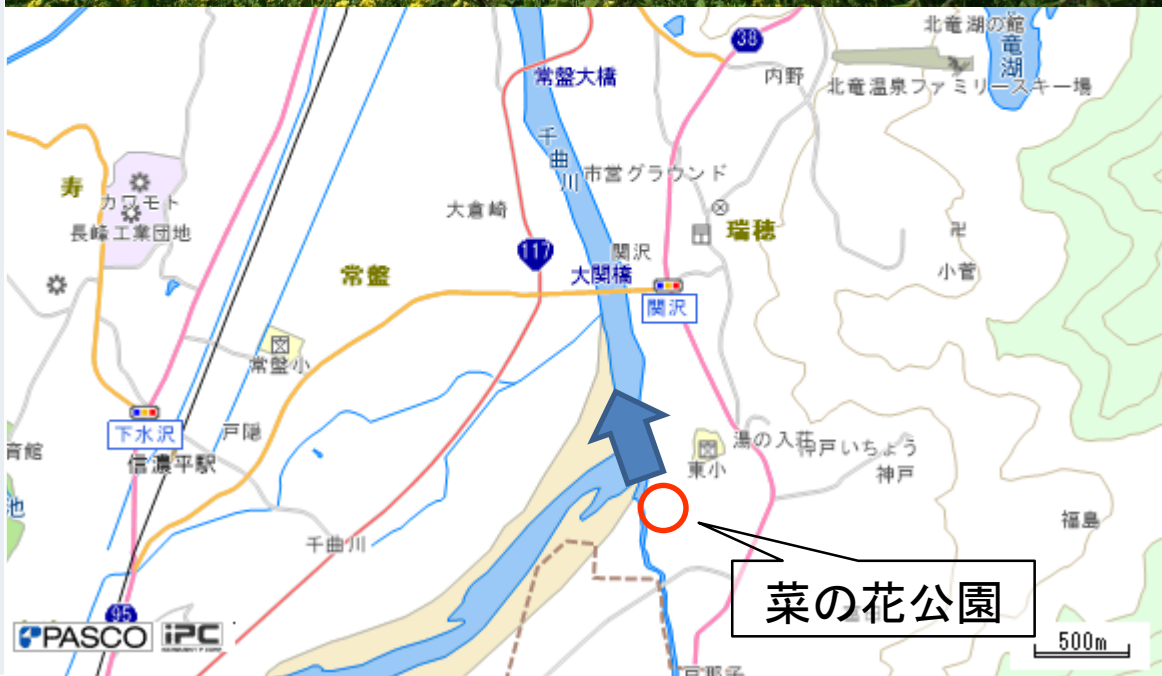 北竜湖の館
竜湖
38
常盤大橋
内野
北竜温泉ファミリースキー場
千曲川
市営グラウンド
寿
カワモト
長峰工業団地
大倉崎
瑞穂
117
関沢
常盤
大関橋
小菅
関沢
常盤小
下水沢
戸隠
育館
信濃平駅
湯の入荘
神戸いちょう
東小
神戸
池
福島
千曲川
菜の花公園
95
PASCO iPC
500m